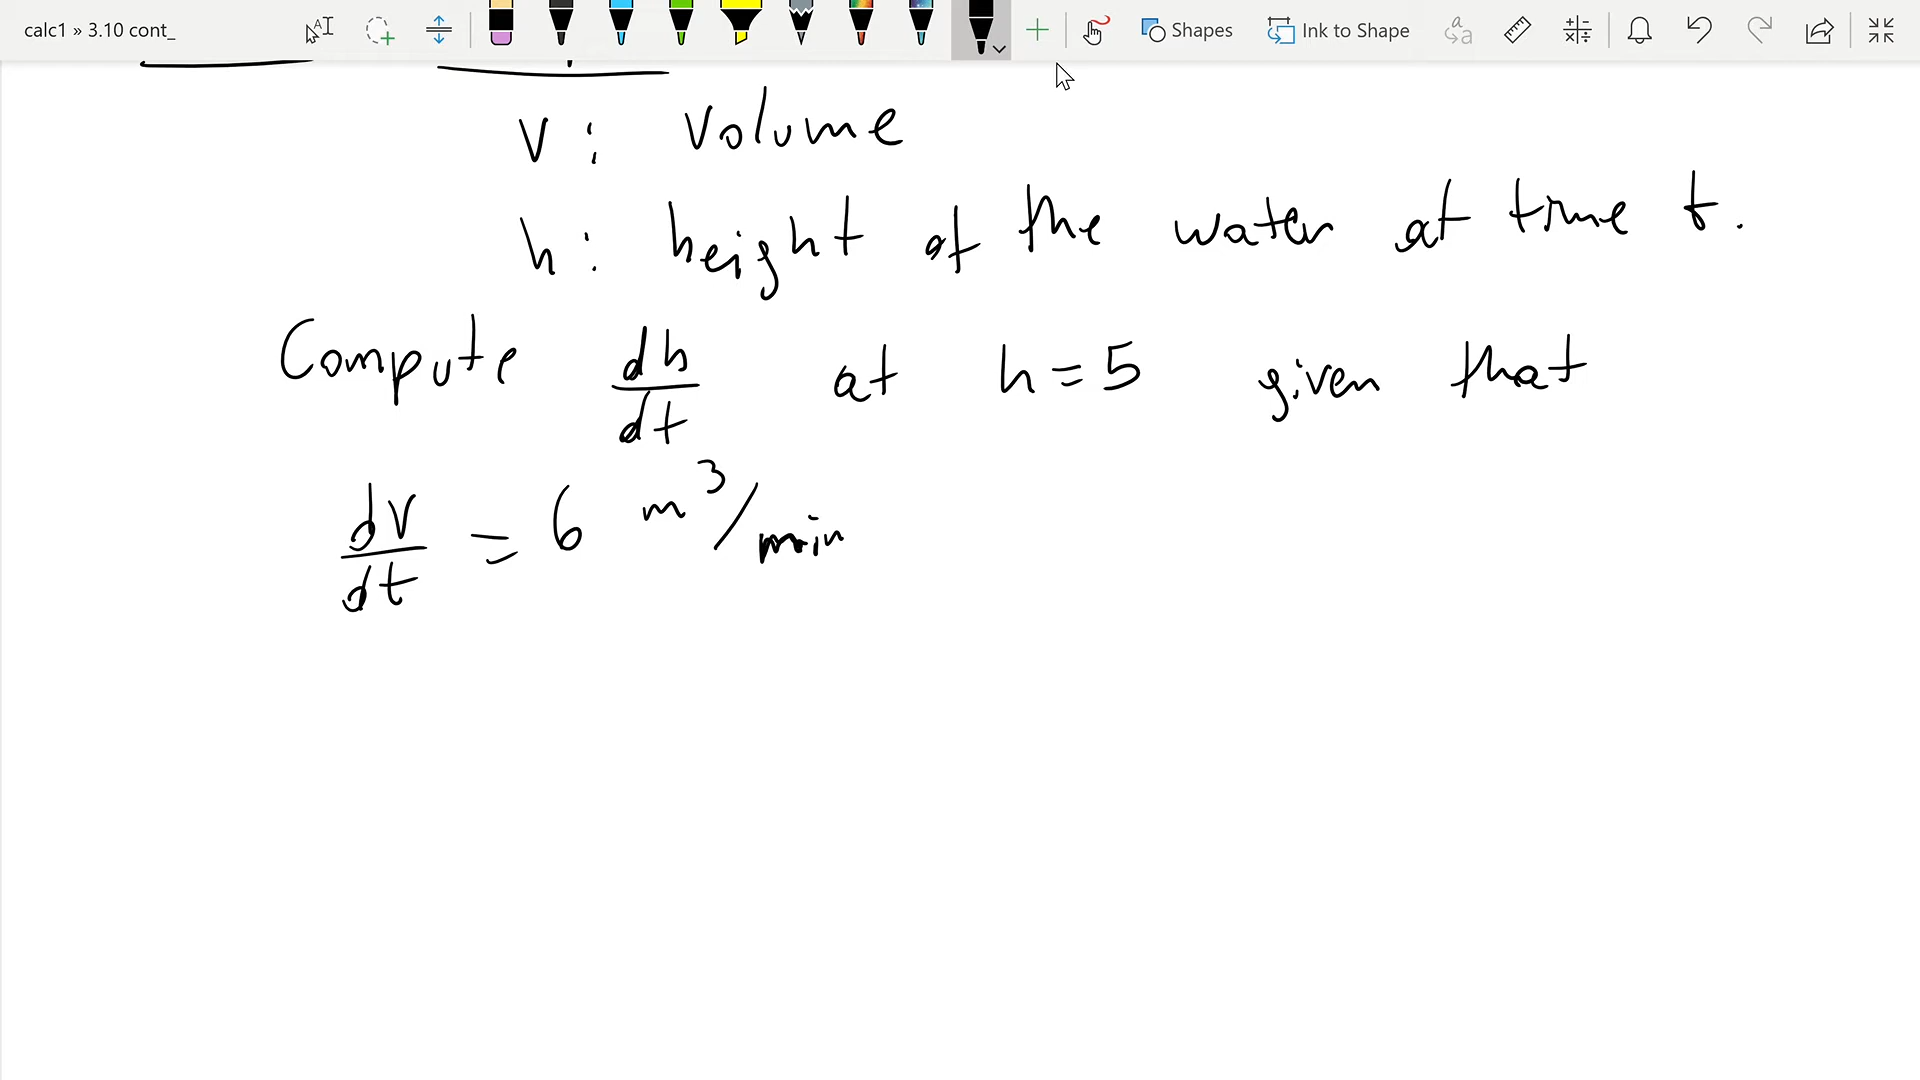 calc1 » 3.10 cont_
Shapes
Ink to Shape
V: Volume
h: height of the water at time t.
Compute dh/dt at h=5 given that
dV/dt = 6 m³/min